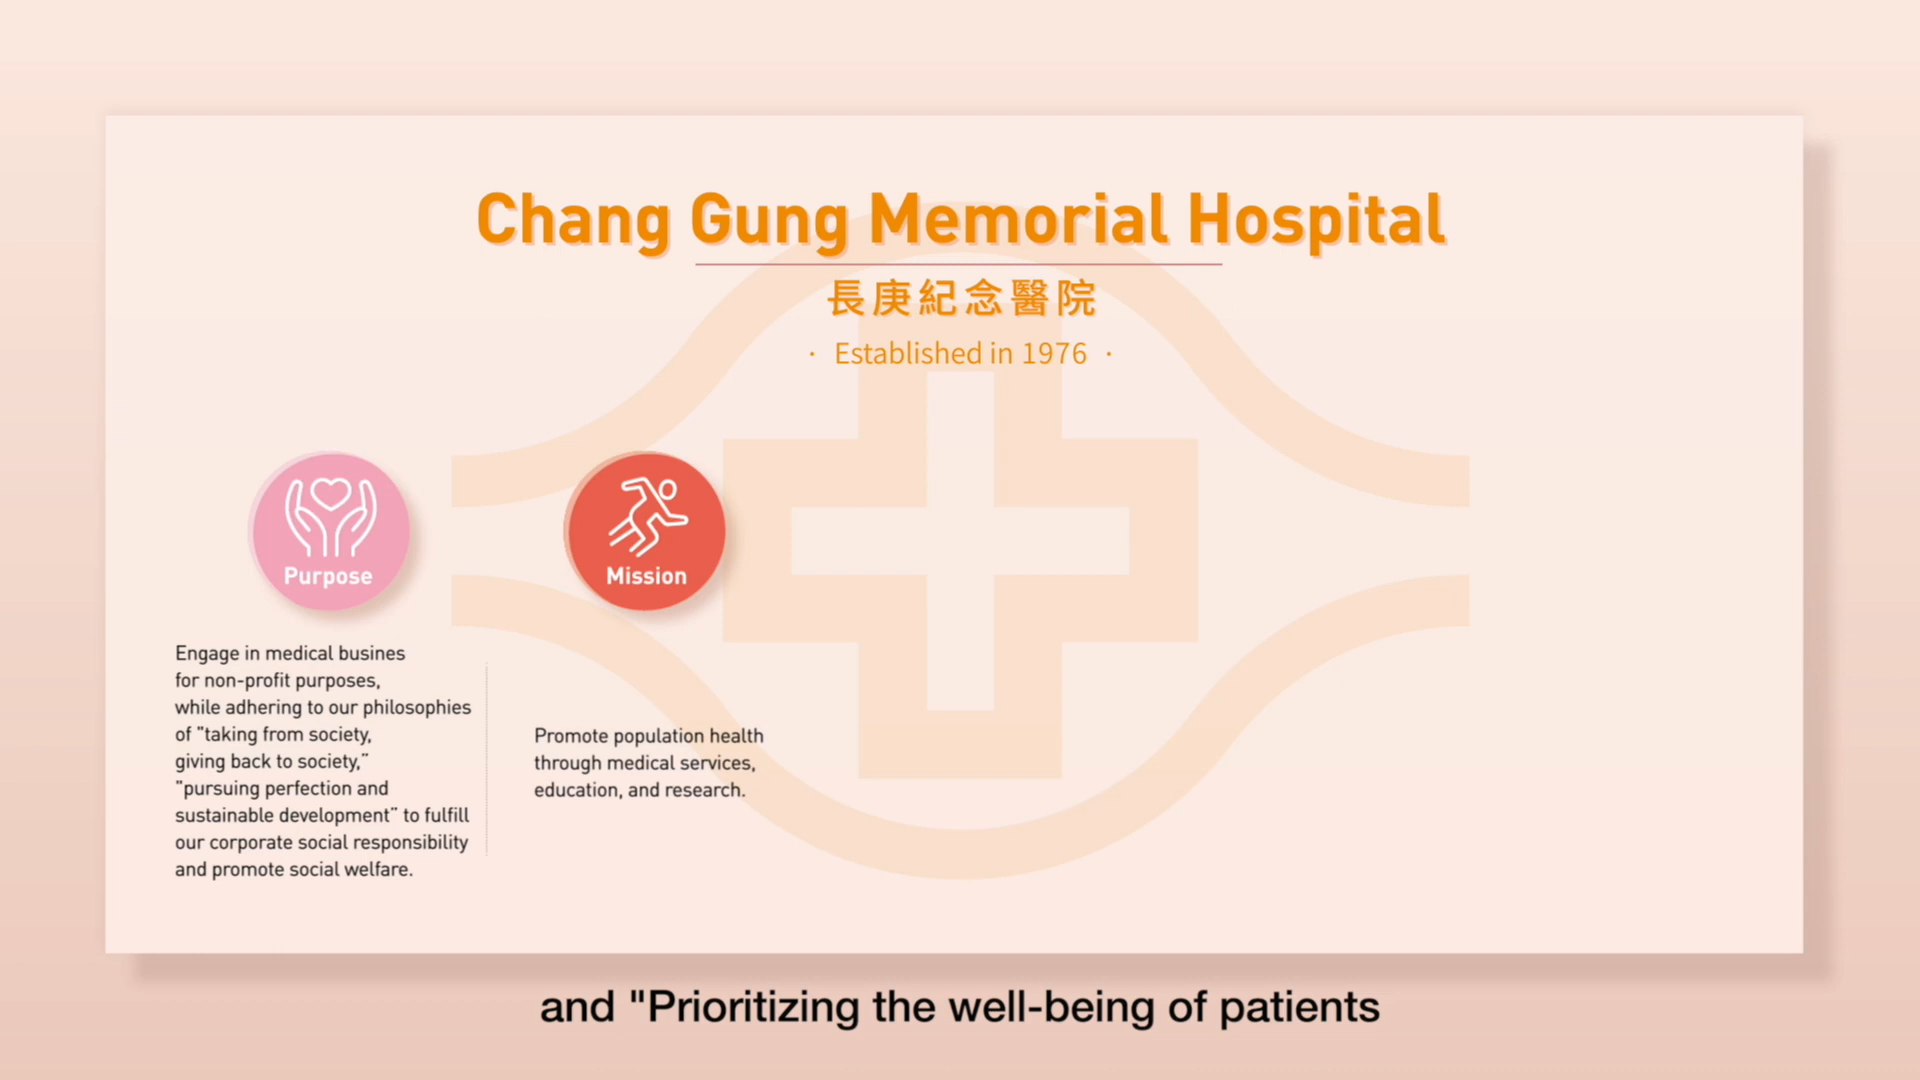 Chang Gung Memorial Hospital
長庚紀念醫院
· Established in 1976 ·
Purpose
Engage in medical busines
for non-profit purposes,
while adhering to our philosophies
of "taking from society,
giving back to society,"
"pursuing perfection and
sustainable development" to fulfill
our corporate social responsibility
and promote social welfare.
Mission
Promote population health
through medical services,
education, and research.
and "Prioritizing the well-being of patients